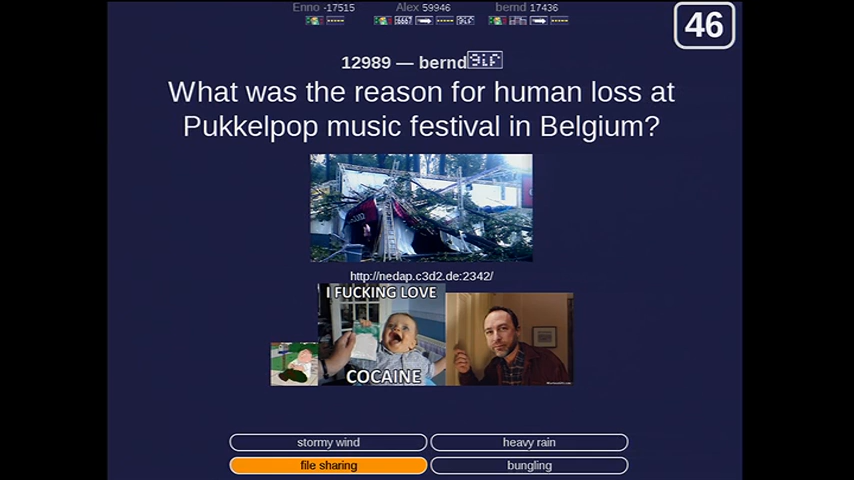 Enno -17515 Alex 59946 bernd 17436
46
12989 — bernd
What was the reason for human loss at
Pukkelpop music festival in Belgium?
http://nedap.c3d2.de:2342/
I FUCKING LOVE
COCAINE
stormy wind heavy rain
file sharing bungling